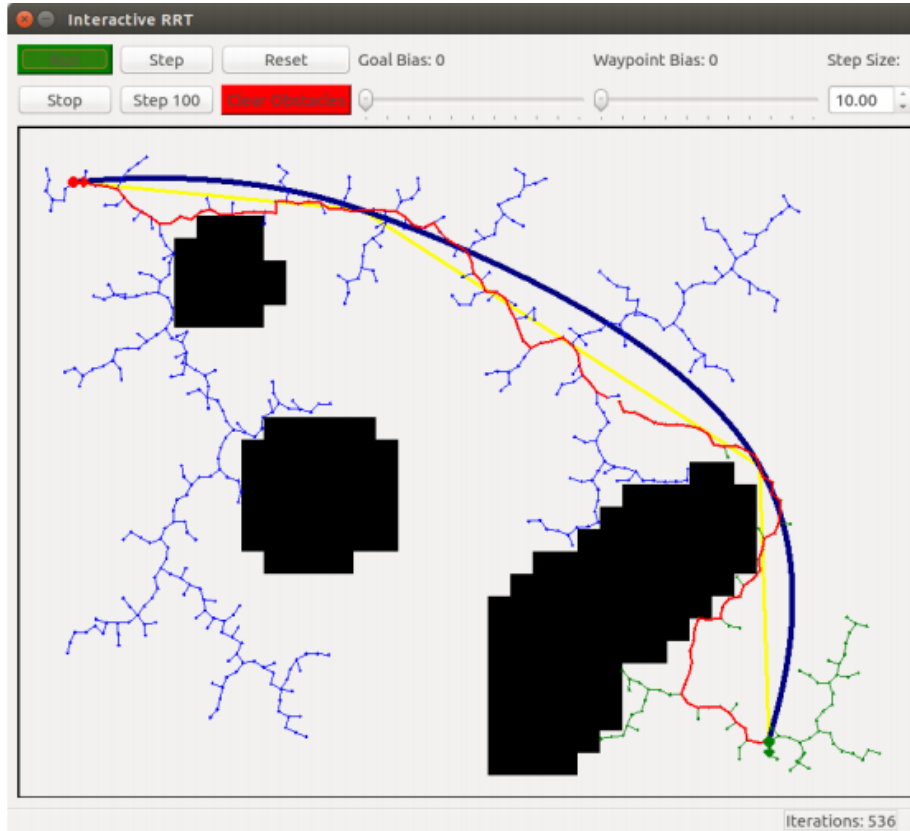 Interactive RRT
Step
Reset
Goal Bias: 0
Waypoint Bias: 0
Step Size:
Stop
Step 100
Clear Obstacles
10.00
Iterations: 536